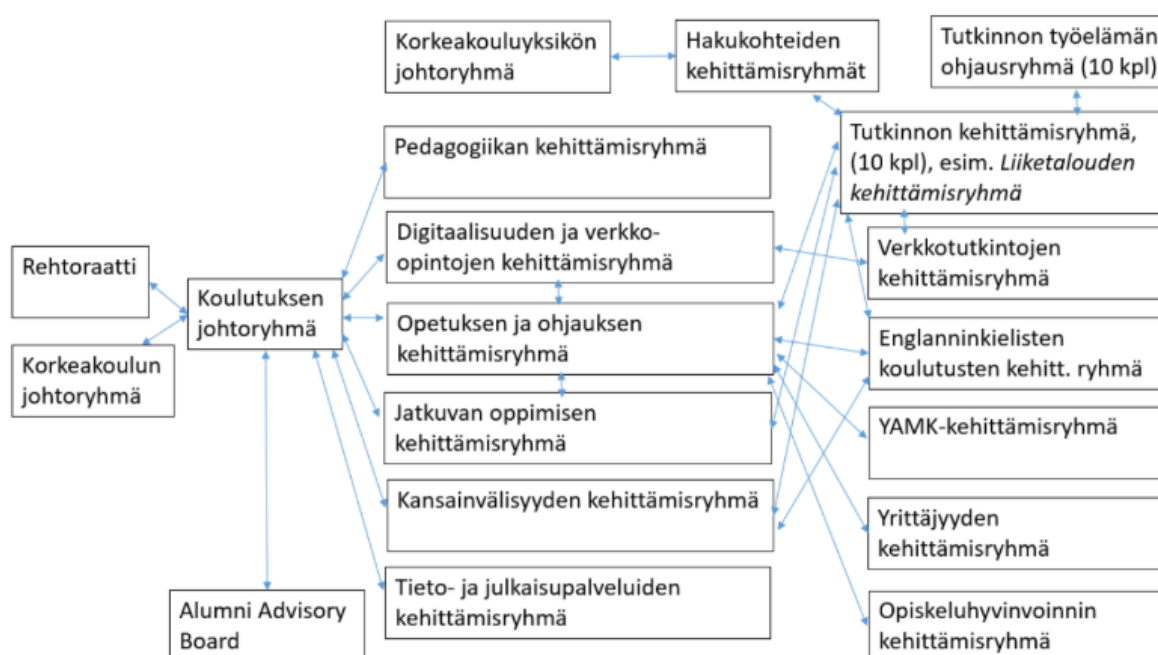 Korkeakouluyksikön
johtoryhmä
Hakukohteiden
kehittämisryhmät
Tutkinnon työelämän
ohjausryhmä (10 kpl)
Tutkinnon kehittämisryhmä,
(10 kpl), esim. Liiketalouden
kehittämisryhmä
Pedagogiikan kehittämisryhmä
Digitaalisuuden ja verkko-
opintojen kehittämisryhmä
Verkkotutkintojen
kehittämisryhmä
Rehtoraatti
Koulutuksen
johtoryhmä
Opetuksen ja ohjauksen
kehittämisryhmä
Englanninkielisten
koulutusten kehitt. ryhmä
Korkeakoulun
johtoryhmä
Jatkuvan oppimisen
kehittämisryhmä
YAMK-kehittämisryhmä
Kansainvälisyyden kehittämisryhmä
Yrittäjyyden
kehittämisryhmä
Tieto- ja julkaisupalveluiden
kehittämisryhmä
Alumni Advisory
Board
Opiskeluhyvinvoinnin
kehittämisryhmä